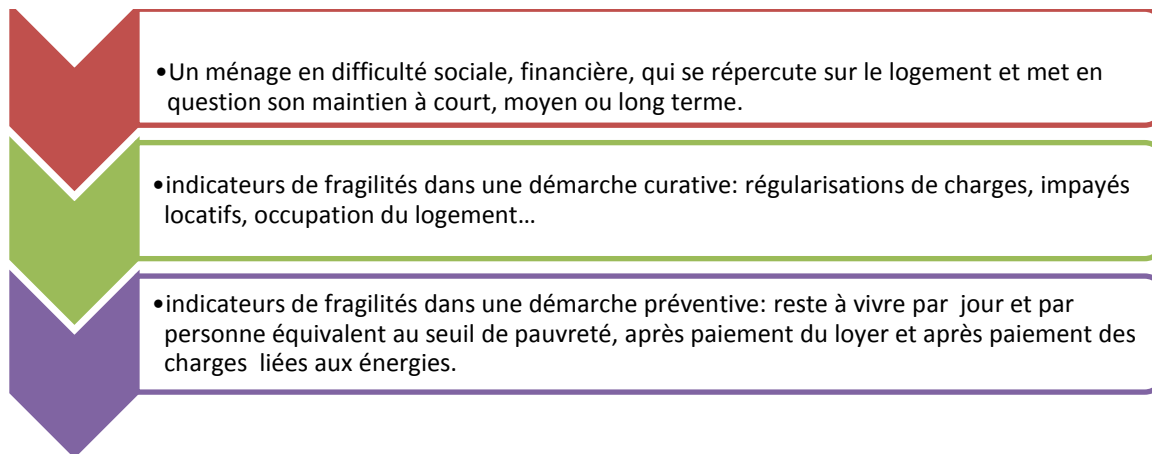 •Un ménage en difficulté sociale, financière, qui se répercute sur le logement et met en
question son maintien à court, moyen ou long terme.
•indicateurs de fragilités dans une démarche curative: régularisations de charges, impayés
locatifs, occupation du logement…
•indicateurs de fragilités dans une démarche préventive: reste à vivre par jour et par
personne équivalent au seuil de pauvreté, après paiement du loyer et après paiement des
charges liées aux énergies.